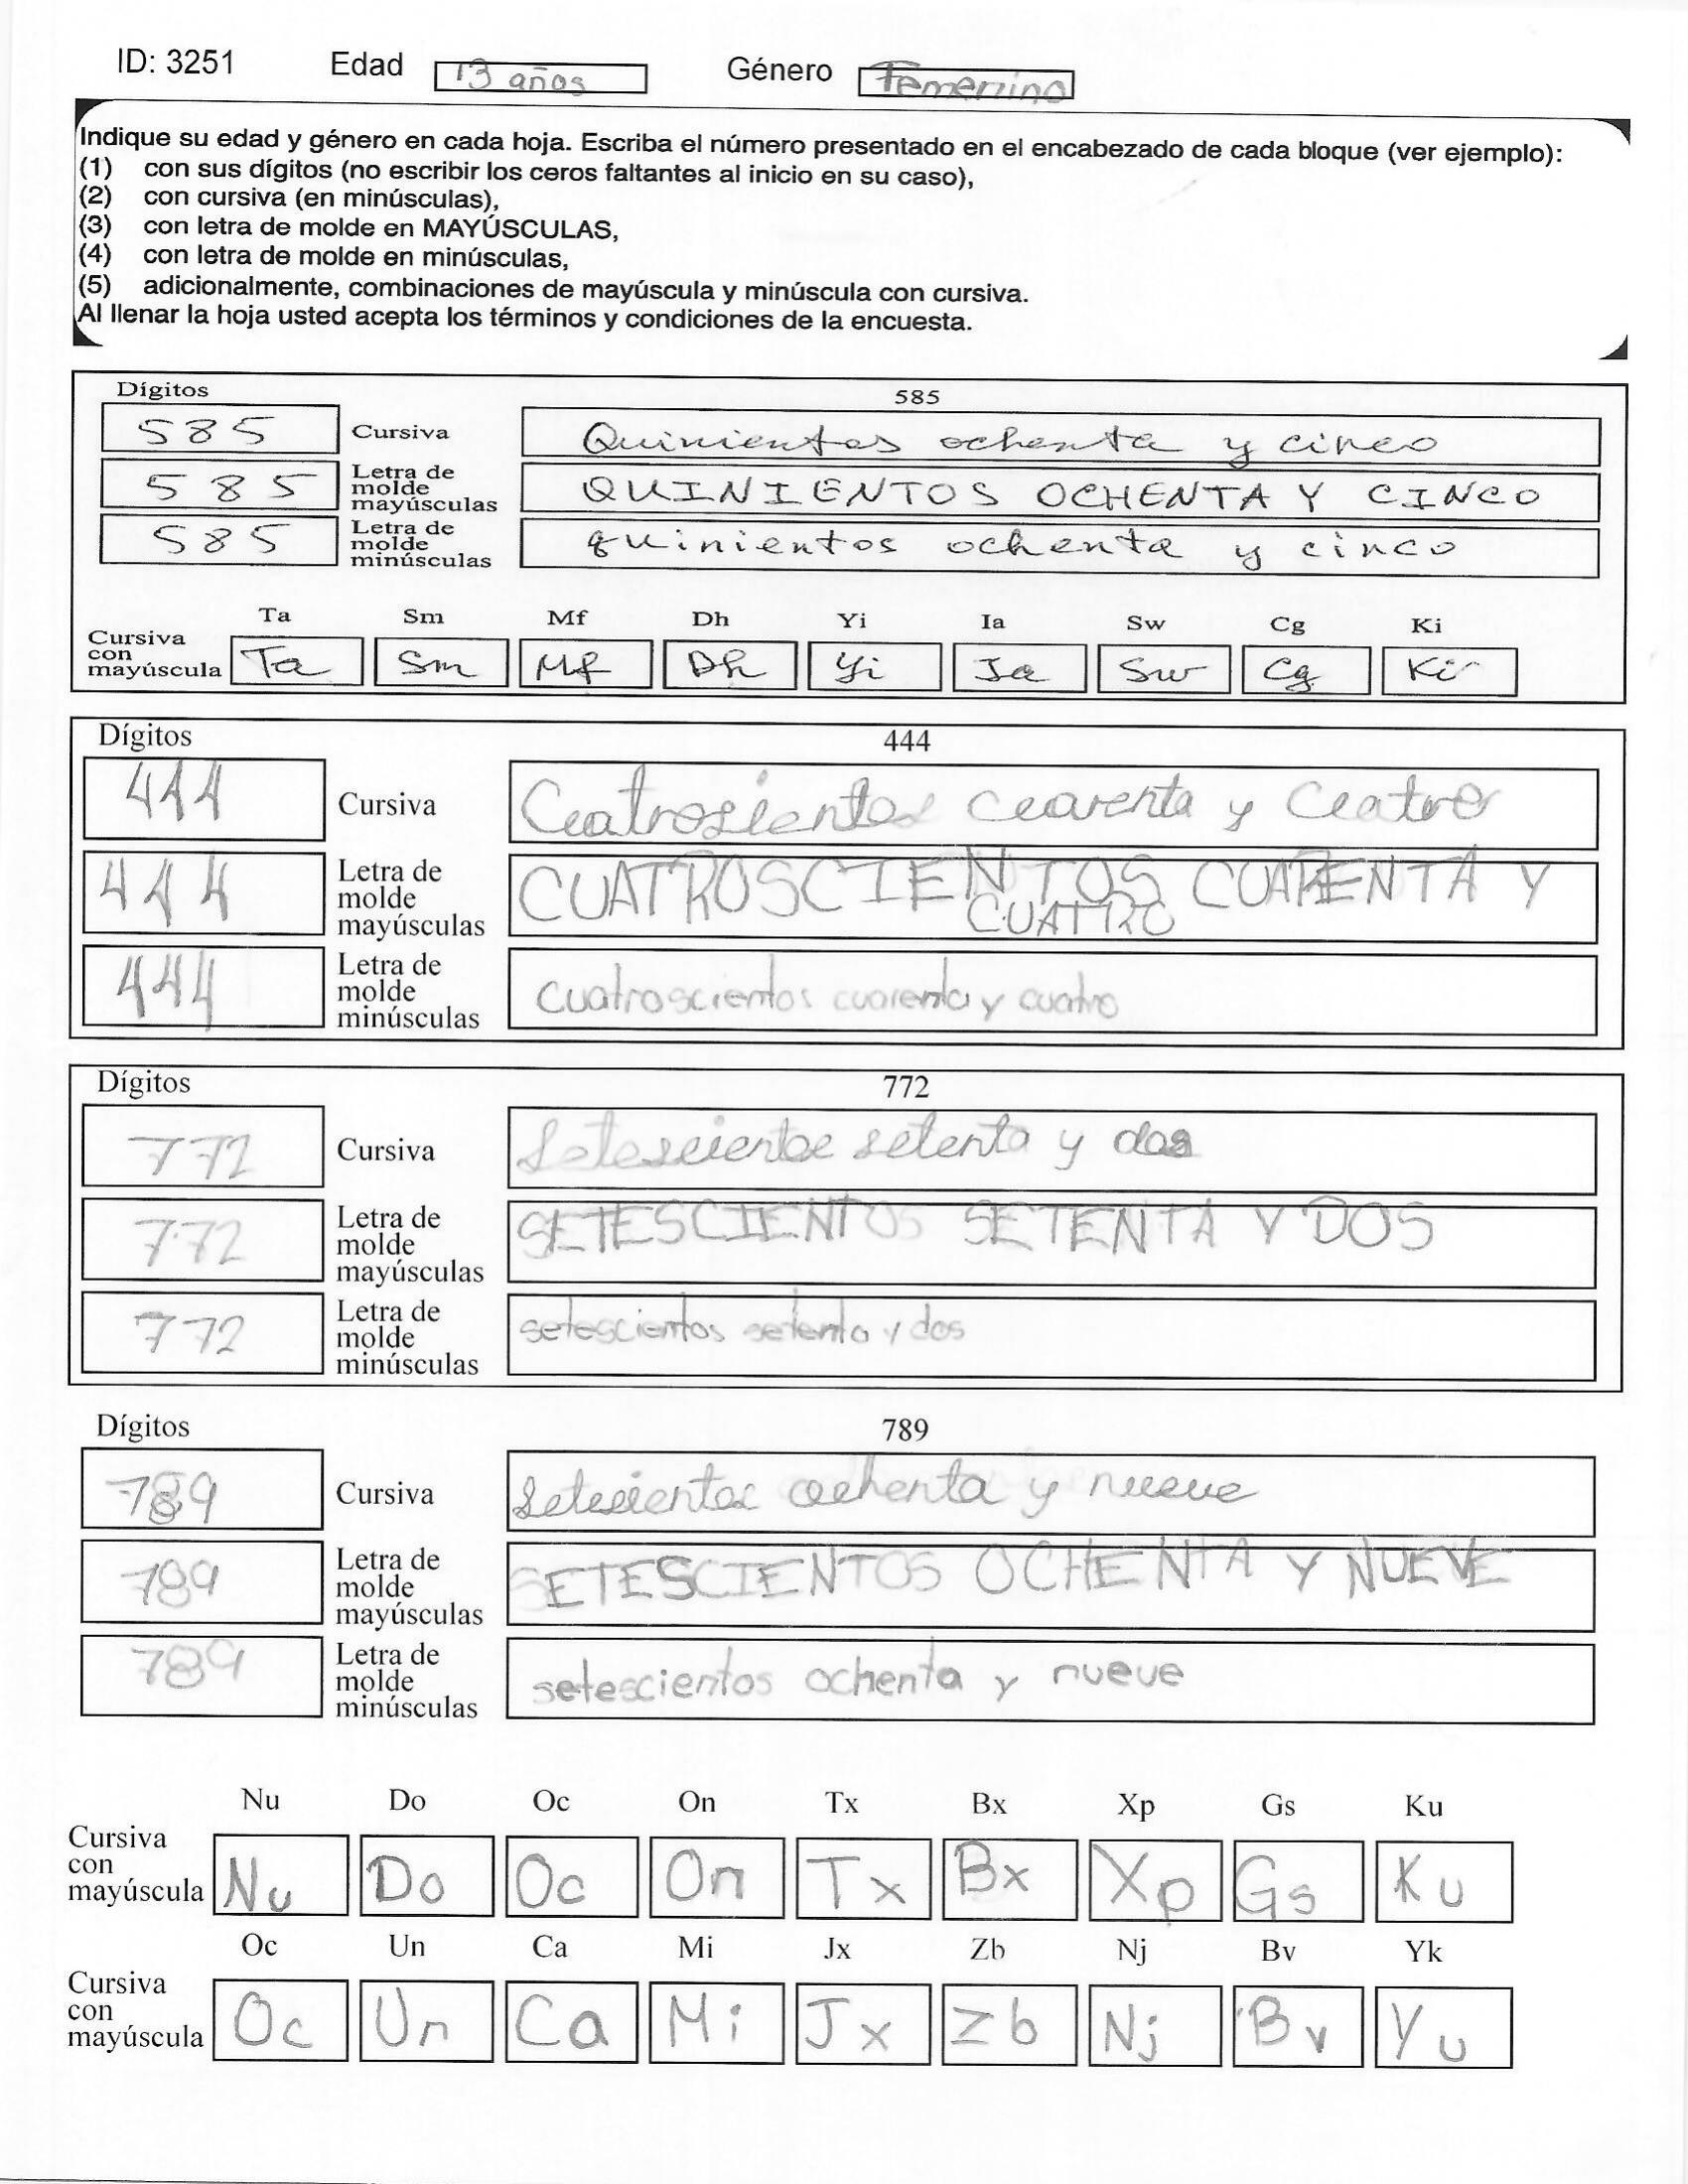 ID: 3251 Edad 13 años Género Femenino
Indique su edad y género en cada hoja. Escriba el número presentado en el encabezado de cada bloque (ver ejemplo):
(1) con sus dígitos (no escribir los ceros faltantes al inicio en su caso),
(2) con cursiva (en minúsculas),
(3) con letra de molde en MAYÚSCULAS,
(4) con letra de molde en minúsculas,
(5) adicionalmente, combinaciones de mayúscula y minúscula con cursiva.
Al llenar la hoja usted acepta los términos y condiciones de la encuesta.
Dígitos 585
585 Cursiva Quinientos ochenta y cinco
585 Letra de molde mayúsculas QUINIENTOS OCHENTA Y CINCO
585 Letra de molde minúsculas quinientos ochenta y cinco
Ta Sm Mf Dh Yi Ia Sw Cg Ki
Cursiva con mayúscula Ta Sm Mf Dh Yi Ia Sw Cg Ki
Dígitos 444
444 Cursiva Cuatrosientos cuarenta y Cuatro
444 Letra de molde mayúsculas CUATROSCIENTOS CUARENTA Y
CUATRO
444 Letra de molde minúsculas cuatroscientos cuarenta y cuatro
Dígitos 772
772 Cursiva setenta y dos
772 Letra de molde mayúsculas SETESCIENTOS SETENTA Y DOS
772 Letra de molde minúsculas setescientos setenta y dos
Dígitos 789
789 Cursiva ochenta y nueve
789 Letra de molde mayúsculas SETESCIENTOS OCHENTA Y NUEVE
789 Letra de molde minúsculas setescientos ochenta y nueve
Nu Do Oc On Tx Bx Xp Gs Ku
Cursiva con mayúscula Nu Do Oc On Tx Bx Xp Gs Ku
Oc Un Ca Mi Jx Zb Nj Bv Yk
Cursiva con mayúscula Oc Un Ca Mi Jx Zb Nj Bv Yu